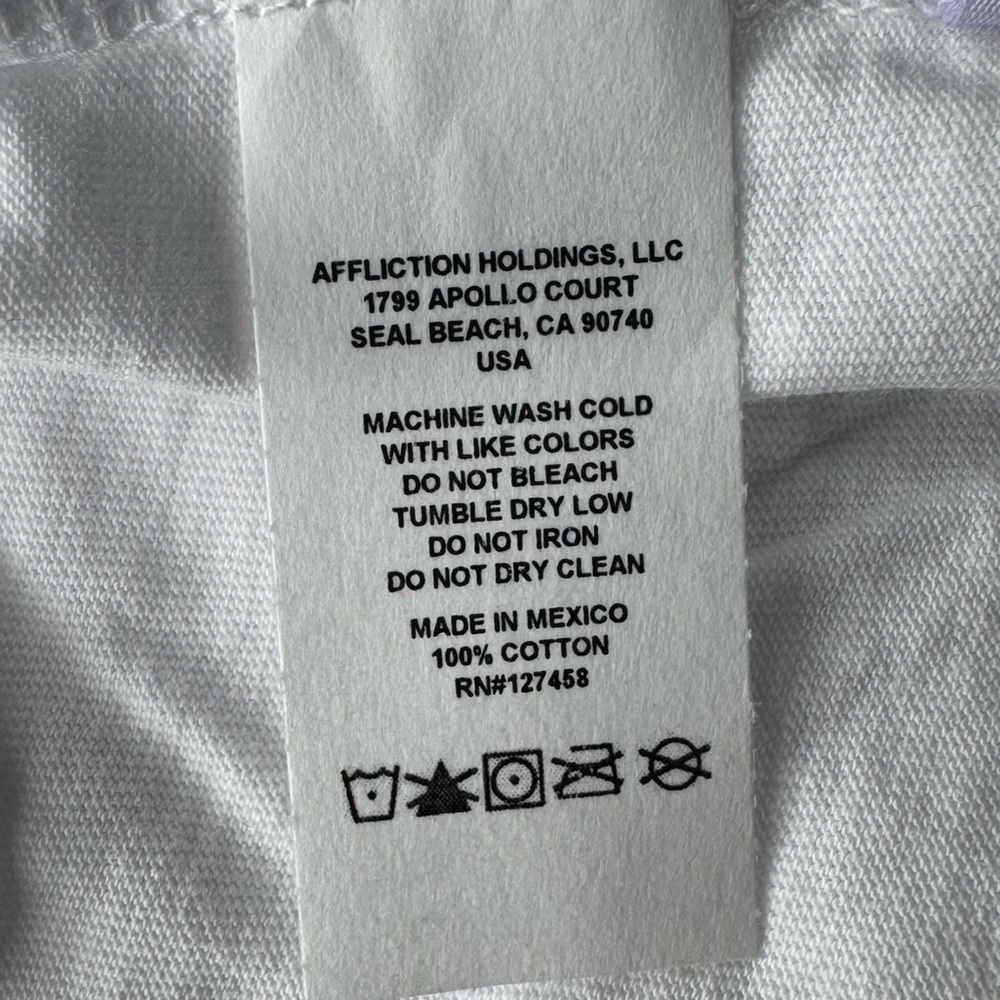 AFFLICTION HOLDINGS, LLC
1799 APOLLO COURT
SEAL BEACH, CA 90740
USA
MACHINE WASH COLD
WITH LIKE COLORS
DO NOT BLEACH
TUMBLE DRY LOW
DO NOT IRON
DO NOT DRY CLEAN
MADE IN MEXICO
100% COTTON
RN#127458